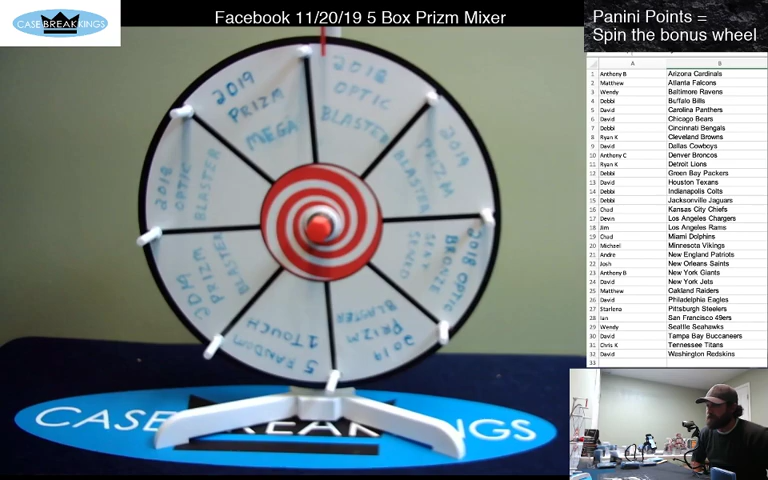 CASE BREAK KINGS
Facebook 11/20/19 5 Box Prizm Mixer
Panini Points =
Spin the bonus wheel
2018
OPTIC
BLASTER
2019
PRIZM
BLASTER
2018 OPTIC
BRONZE
2019
PRIZM
BLASTER
5 RANDOM
1 TOUCH
PRIZM
BLASTER
2018
OPTIC
BLASTER
2019
PRIZM
MEGA
CASE BREAK KINGS
A B
1 Anthony B Arizona Cardinals
2 Matthew Atlanta Falcons
3 Wendy Baltimore Ravens
4 Debbi Buffalo Bills
5 David Carolina Panthers
6 David Chicago Bears
7 Debbi Cincinnati Bengals
8 Ryan K Cleveland Browns
9 David Dallas Cowboys
10 Anthony C Denver Broncos
11 Ryan K Detroit Lions
12 Debbi Green Bay Packers
13 David Houston Texans
14 Debbi Indianapolis Colts
15 Debbi Jacksonville Jaguars
16 Chad Kansas City Chiefs
17 Devin Los Angeles Chargers
18 Jim Los Angeles Rams
19 Chad Miami Dolphins
20 Michael Minnesota Vikings
21 Andre New England Patriots
22 Josh New Orleans Saints
23 Anthony B New York Giants
24 David New York Jets
25 Matthew Oakland Raiders
26 David Philadelphia Eagles
27 Starleno Pittsburgh Steelers
28 Ian San Francisco 49ers
29 Wendy Seattle Seahawks
30 David Tampa Bay Buccaneers
31 Chris K Tennessee Titans
32 David Washington Redskins
33